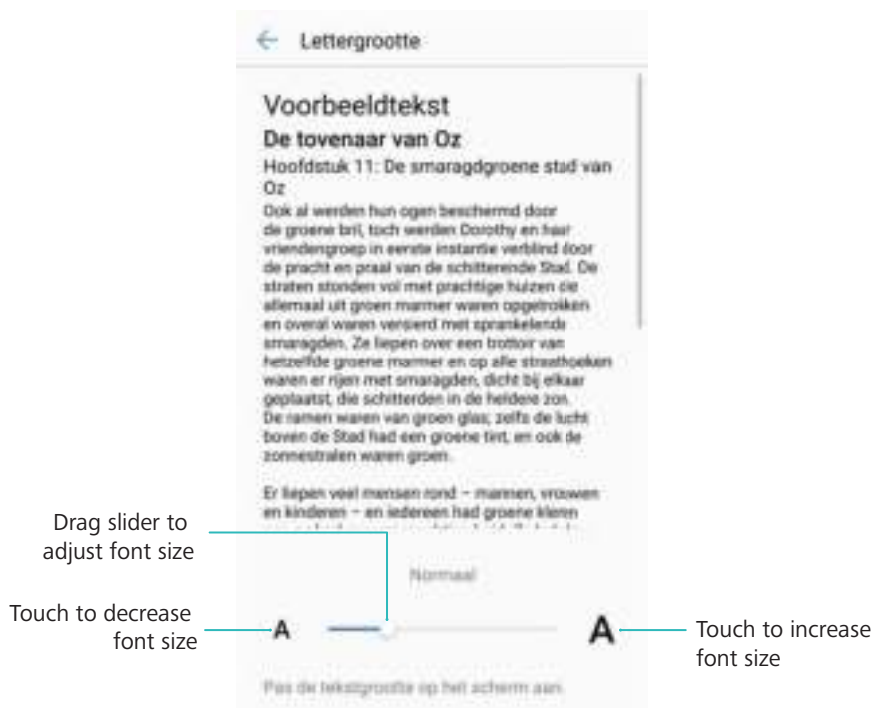 Lettergrootte
Voorbeeldtekst
De tovenaar van Oz
Hoofdstuk 11: De smaragdgroene stad van
Oz
Ook al werden hun ogen beschermd door
de groene bril, toch werden Dorothy en haar
vriendengroep in eerste instantie verblind door
de pracht en praal van de schitterende Stad. De
straten stonden vol met prachtige huizen die
allemaal uit groen marmer waren opgetrokken
en overal waren versierd met sprankelende
smaragden. Ze liepen over een trottoir van
hetzelfde groene marmer en op alle straathoeken
waren er rijen met smaragden, dicht bij elkaar
geplaatst, die schitterden in de heldere zon.
De ramen waren van groen glas; zelfs de lucht
boven de Stad had een groene tint, en ook de
zonnestralen waren groen.
Er liepen veel mensen rond – mannen, vrouwen
en kinderen – en iedereen had groene kleren
Drag slider to
adjust font size
Normaal
Touch to decrease
font size
A
A
Touch to increase
font size
Pas de tekstgrootte op het scherm aan.